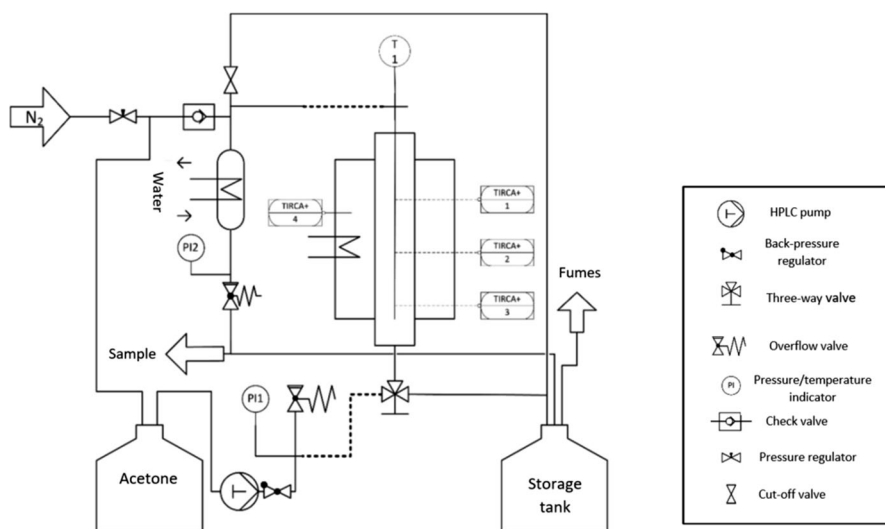 T
1
N2
Water
TIRCA+
1
TIRCA+
4
PI2
TIRCA+
2
Fumes
TIRCA+
3
Sample
PI1
Acetone
Storage
tank
HPLC pump
Back-pressure
regulator
Three-way valve
Overflow valve
PI
Pressure/temperature
indicator
Check valve
Pressure regulator
Cut-off valve